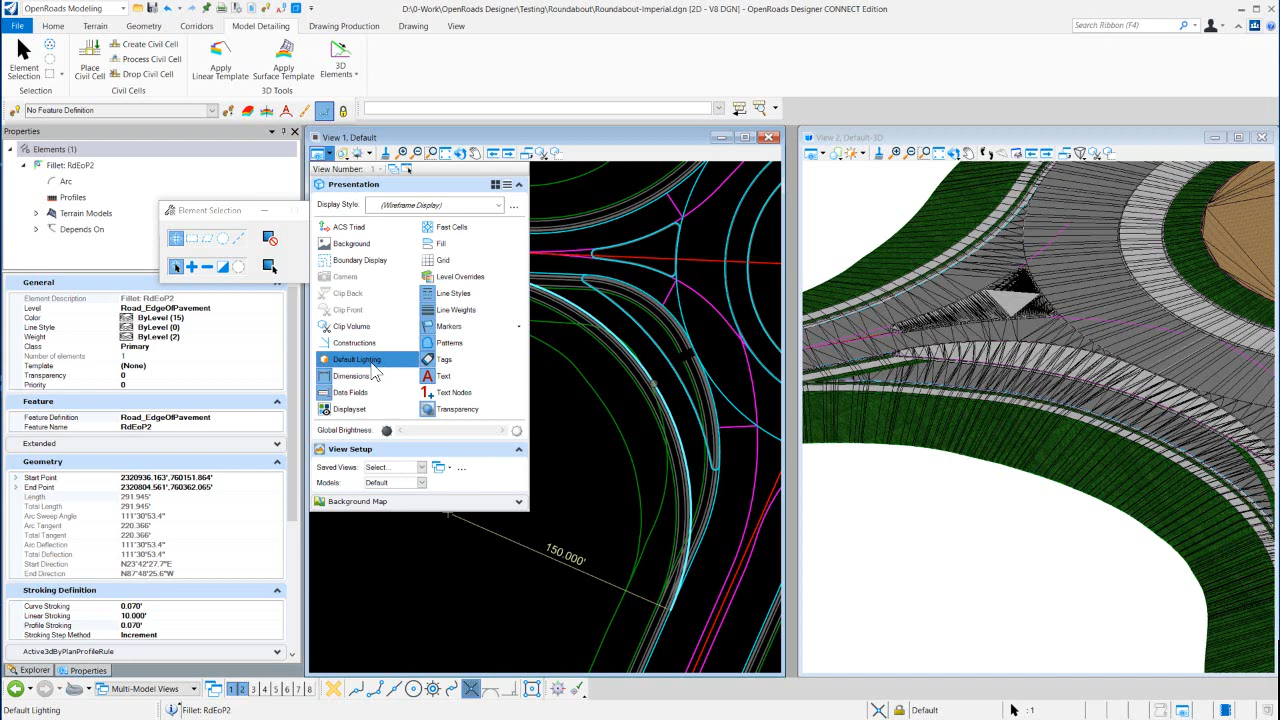 OpenRoads Modeling
D:\0-Work\OpenRoads Designer\Testing\Roundabout\Roundabout-Imperial.dgn [2D - V8 DGN] - OpenRoads Designer CONNECT Edition
File Home Terrain Geometry Corridors Model Detailing Drawing Production Drawing View
Search Ribbon (F4)
Element Selection
Place Civil Cell
Create Civil Cell
Process Civil Cell
Drop Civil Cell
Apply Linear Template
Apply Surface Template
3D Elements
Selection Civil Cells 3D Tools
No Feature Definition
Properties
Elements (1)
Fillet: RdEoP2
Arc
Profiles
Terrain Models
Depends On
Element Selection
General
Element Description Fillet: RdEoP2
Level Road_EdgeOfPavement
Color ByLevel (15)
Line Style ByLevel (0)
Weight ByLevel (2)
Class Primary
Number of elements 1
Template (None)
Transparency 0
Priority 0
Feature
Feature Definition Road_EdgeOfPavement
Feature Name RdEoP2
Extended
Geometry
Start Point 2320936.163',760151.864'
End Point 2320804.561',760362.065'
Length 291.945'
Total Length 291.945'
Arc Sweep Angle 111°30'53.4"
Arc Tangent 220.366'
Total Tangent 220.366'
Arc Deflection 111°30'53.4"
Total Deflection 111°30'53.4"
Start Direction N23°42'27.7"E
End Direction N87°48'25.6"W
Stroking Definition
Curve Stroking 0.070'
Linear Stroking 10.000'
Profile Stroking 0.070'
Stroking Step Method Increment
Active3dByPlanProfileRule
Explorer Properties
View 1, Default
View Number: 1
Presentation
Display Style: (Wireframe Display)
ACS Triad Fast Cells
Background Fill
Boundary Display Grid
Camera Level Overrides
Clip Back Line Styles
Clip Front Line Weights
Clip Volume Markers
Constructions Patterns
Default Lighting Tags
Dimensions Text
Data Fields Text Nodes
Displayset Transparency
Global Brightness:
View Setup
Saved Views: Select...
Models: Default
Background Map
150.000'
View 2, Default-3D
Multi-Model Views 1 2 3 4 5 6 7 8
Default Lighting
Fillet: RdEoP2
Default
: 1